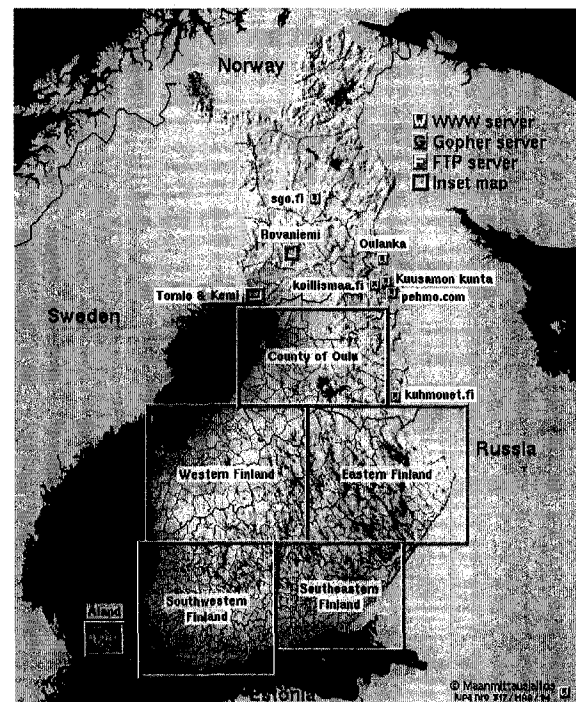 Norway
WWW server
Gopher server
FTP server
Inset map
sgo.fi
Rovaniemi
Oulanka
koillismaa.fi
Kuusamon kunta
Tornio & Kemi
pehmo.com
Sweden
County of Oulu
kuhmonet.fi
Russia
Western Finland
Eastern Finland
Southwestern
Finland
Southeastern
Finland
Åland
Estonia
© Maanmittauslaitos